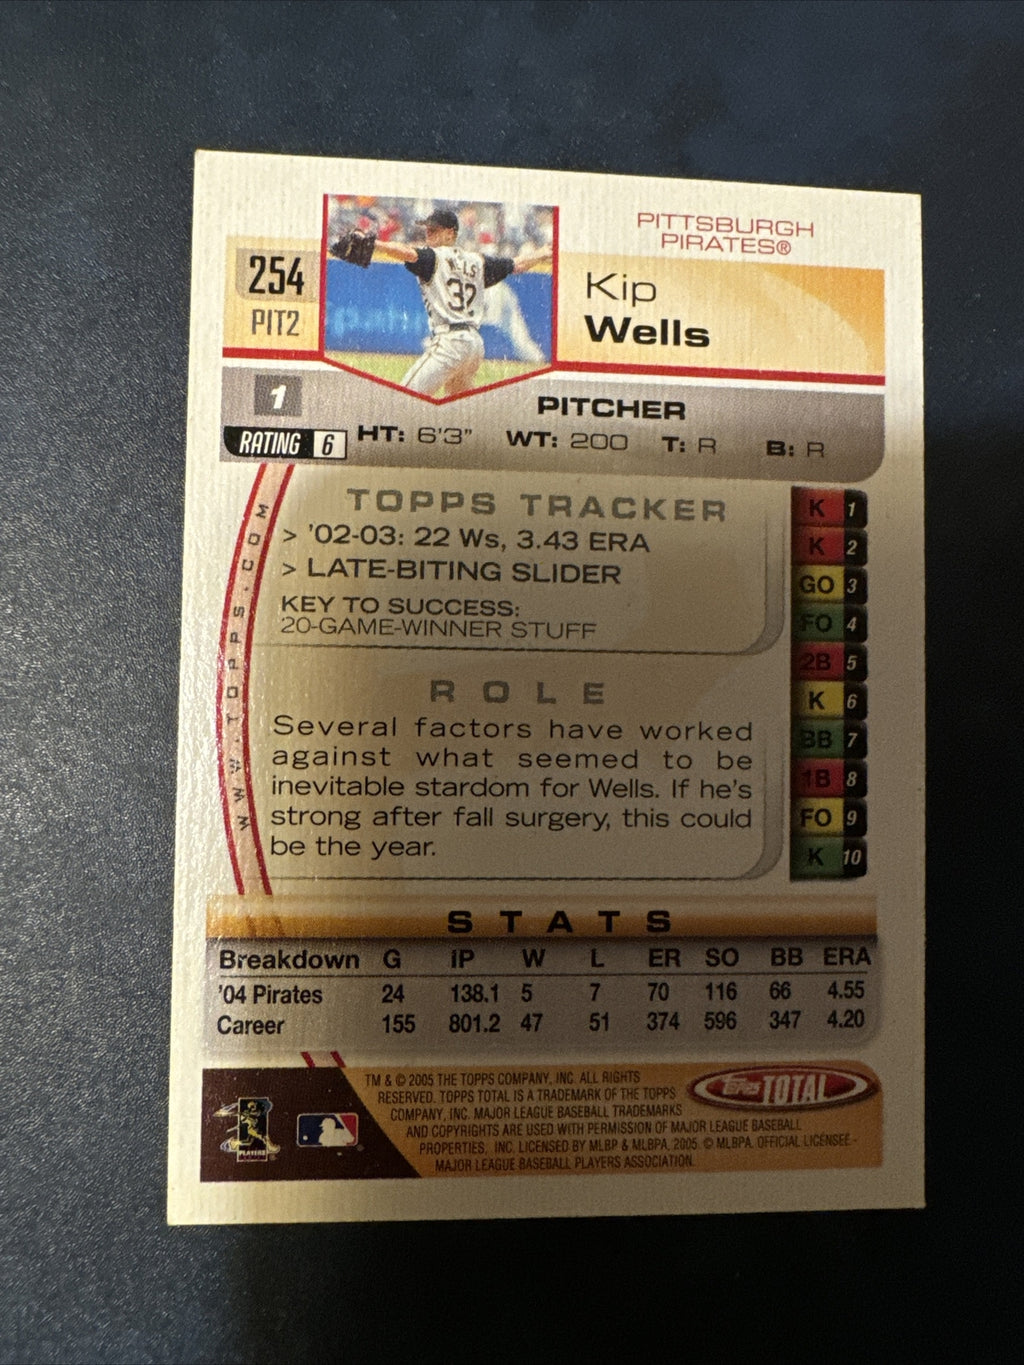 254
PIT2
WELLS
32
PITTSBURGH
PIRATES®
Kip
Wells
1
RATING 6
PITCHER
HT: 6'3" WT: 200 T: R B: R
WWW.TOPPS.COM
TOPPS TRACKER
> '02-03: 22 Ws, 3.43 ERA
> LATE-BITING SLIDER
KEY TO SUCCESS:
20-GAME-WINNER STUFF
ROLE
Several factors have worked
against what seemed to be
inevitable stardom for Wells. If he's
strong after fall surgery, this could
be the year.
K 1
K 2
GO 3
FO 4
2B 5
K 6
BB 7
1B 8
FO 9
K 10
STATS
Breakdown G IP W L ER SO BB ERA
'04 Pirates 24 138.1 5 7 70 116 66 4.55
Career 155 801.2 47 51 374 596 347 4.20
TM & © 2005 THE TOPPS COMPANY, INC. ALL RIGHTS
RESERVED. TOPPS TOTAL IS A TRADEMARK OF THE TOPPS
COMPANY, INC. MAJOR LEAGUE BASEBALL TRADEMARKS
AND COPYRIGHTS ARE USED WITH PERMISSION OF MAJOR LEAGUE BASEBALL
PROPERTIES, INC. LICENSED BY MLBP & MLBPA, 2005. © MLBPA, OFFICIAL LICENSEE -
MAJOR LEAGUE BASEBALL PLAYERS ASSOCIATION.
Topps TOTAL
PLAYERS